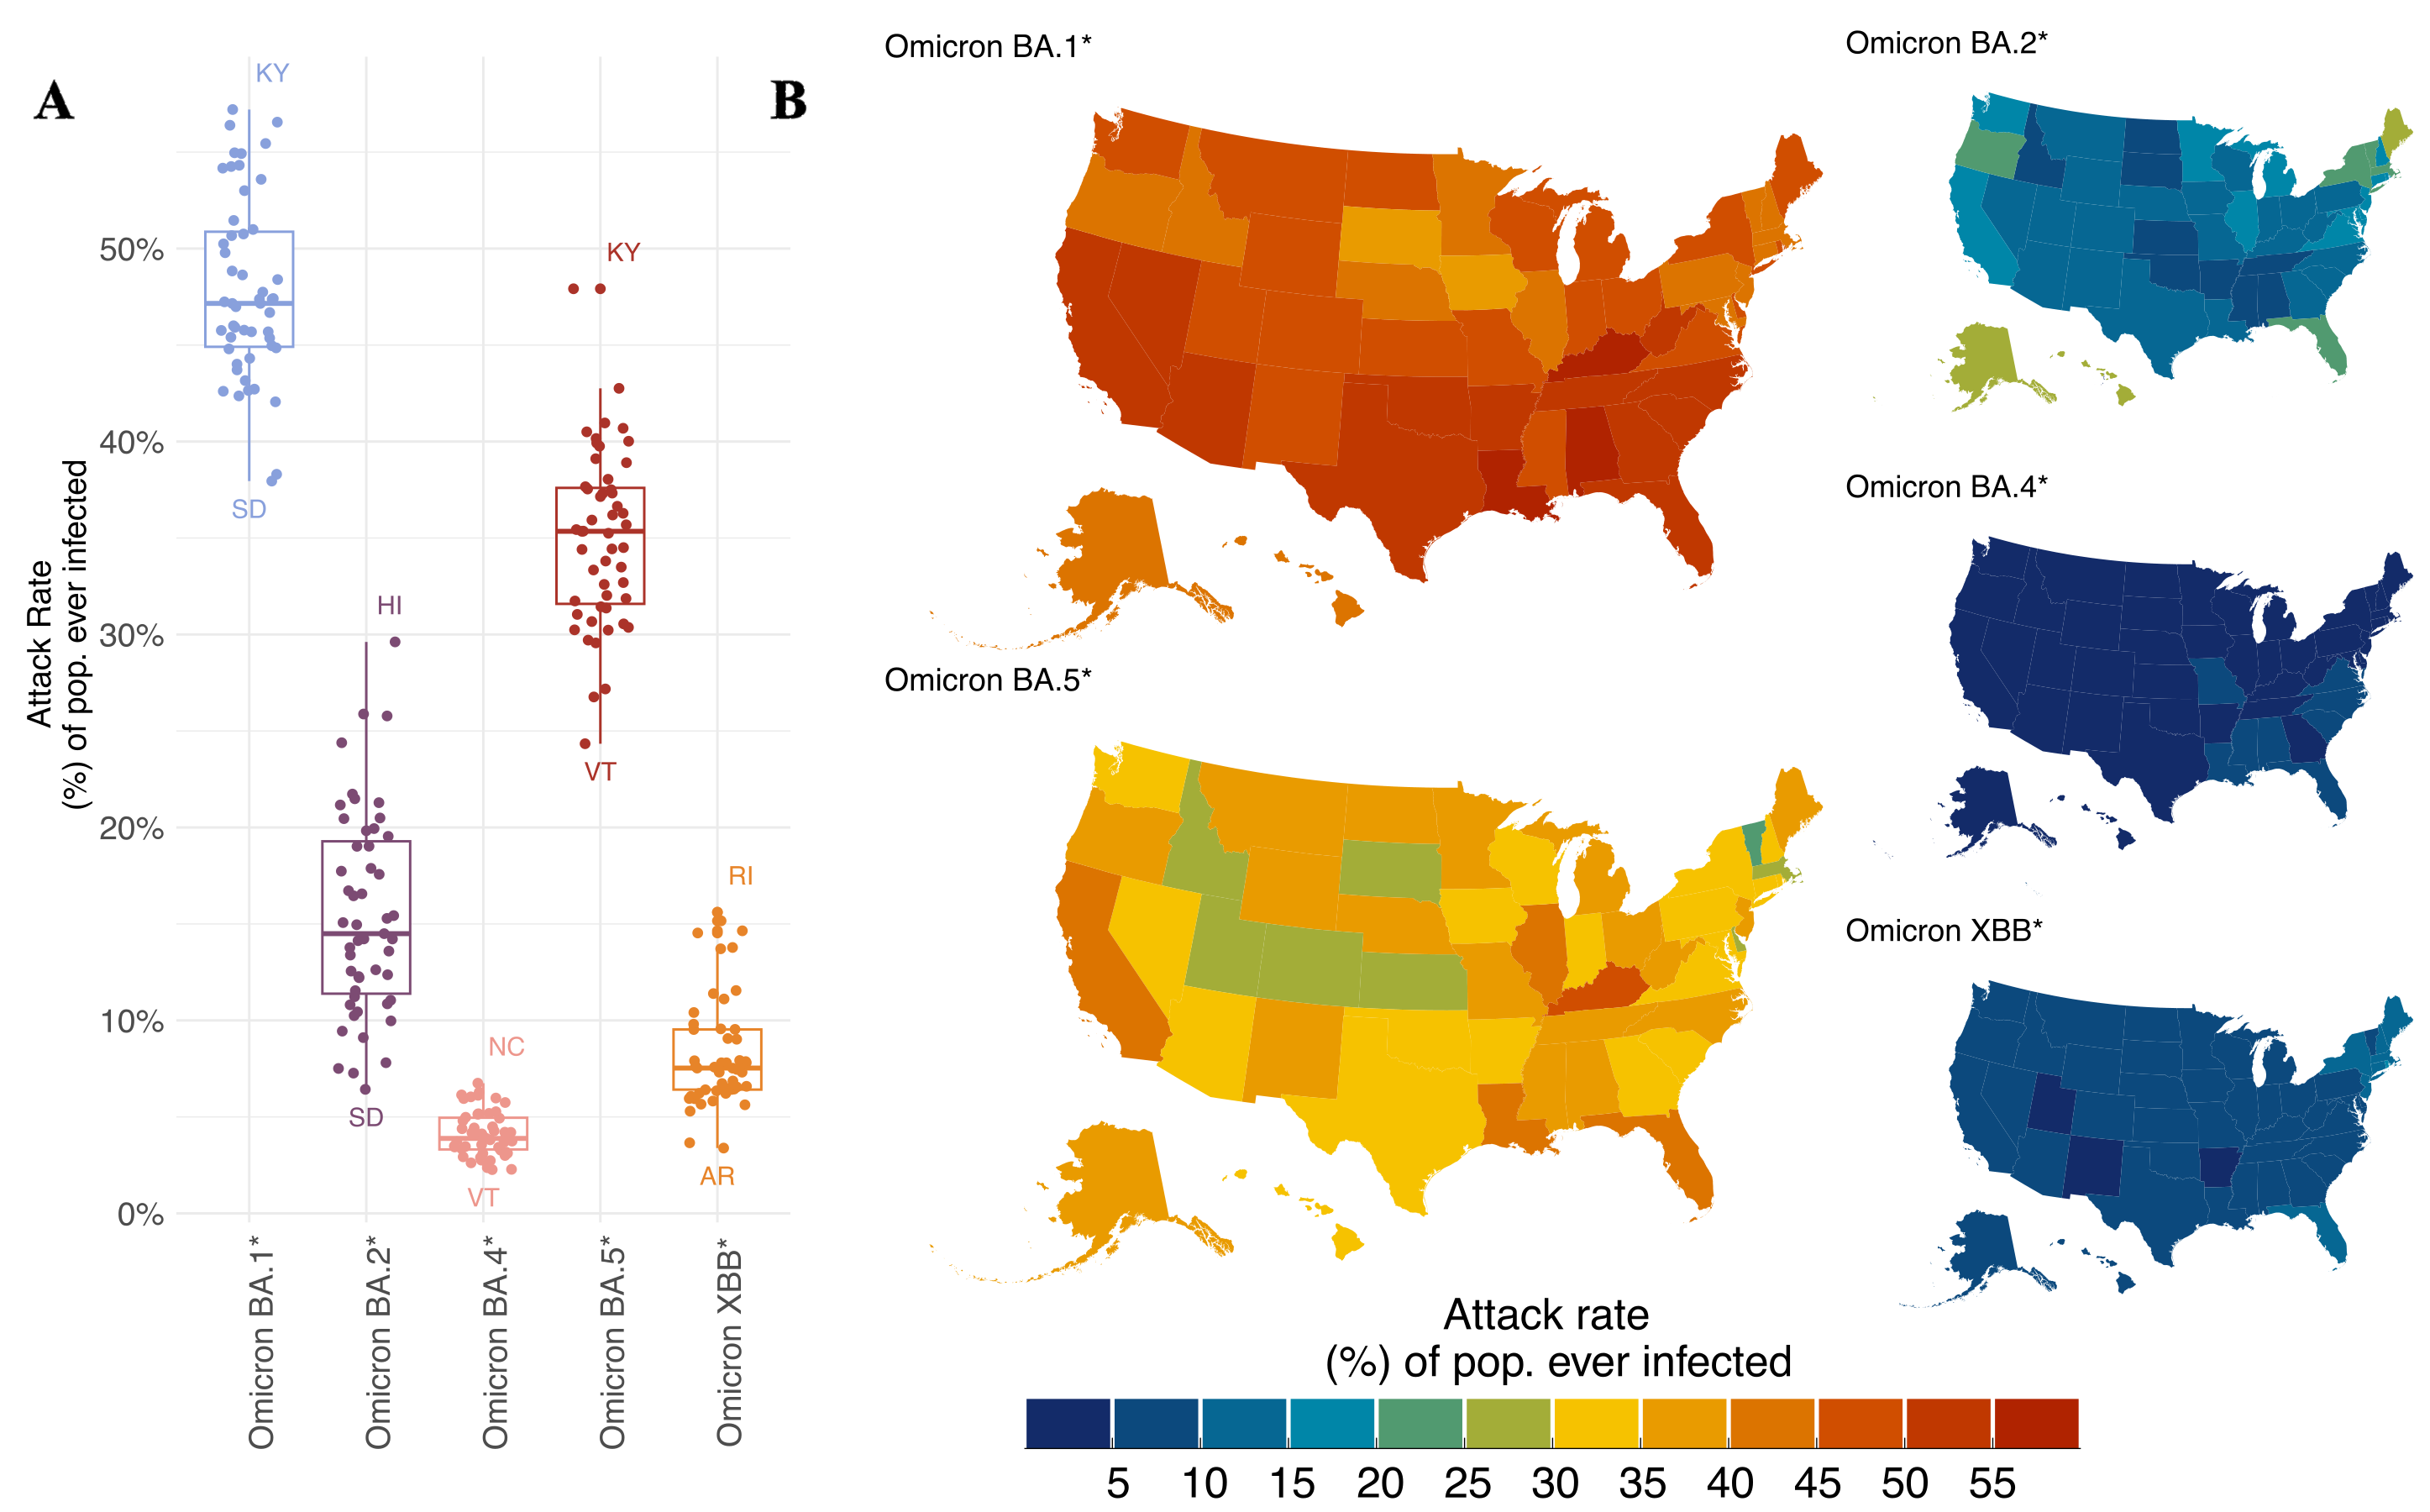 A
KY
SD
HI
SD
NC
VT
KY
VT
RI
AR
50%
40%
30%
20%
10%
0%
Attack Rate
(%) of pop. ever infected
Omicron BA.1*
Omicron BA.2*
Omicron BA.4*
Omicron BA.5*
Omicron XBB*
B
Omicron BA.1*
Omicron BA.2*
Omicron BA.4*
Omicron BA.5*
Omicron XBB*
Attack rate
(%) of pop. ever infected
5 10 15 20 25 30 35 40 45 50 55